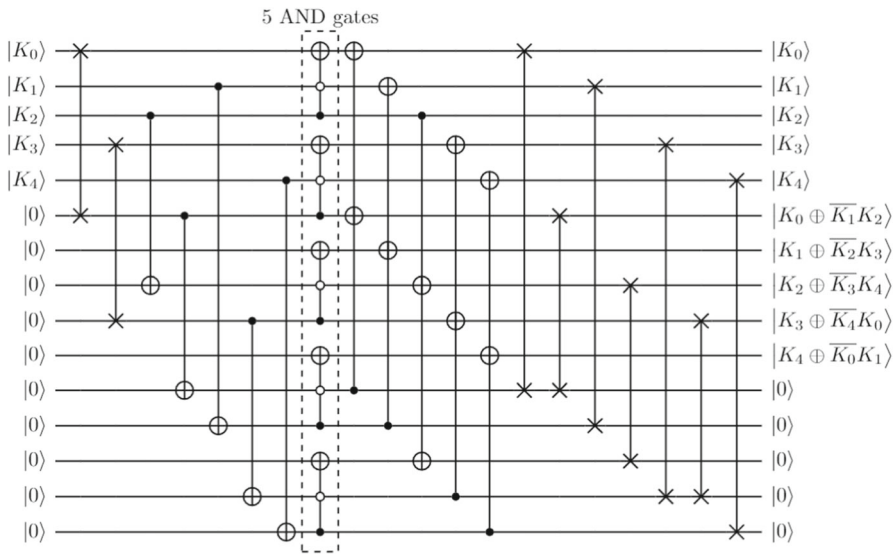 5 AND gates
|K₀⟩ |K₀⟩
|K₁⟩ |K₁⟩
|K₂⟩ |K₂⟩
|K₃⟩ |K₃⟩
|K₄⟩ |K₄⟩
|0⟩ |K₀ ⊕ K̅₁K₂⟩
|0⟩ |K₁ ⊕ K̅₂K₃⟩
|0⟩ |K₂ ⊕ K̅₃K₄⟩
|0⟩ |K₃ ⊕ K̅₄K₀⟩
|0⟩ |K₄ ⊕ K̅₀K₁⟩
|0⟩ |0⟩
|0⟩ |0⟩
|0⟩ |0⟩
|0⟩ |0⟩
|0⟩ |0⟩